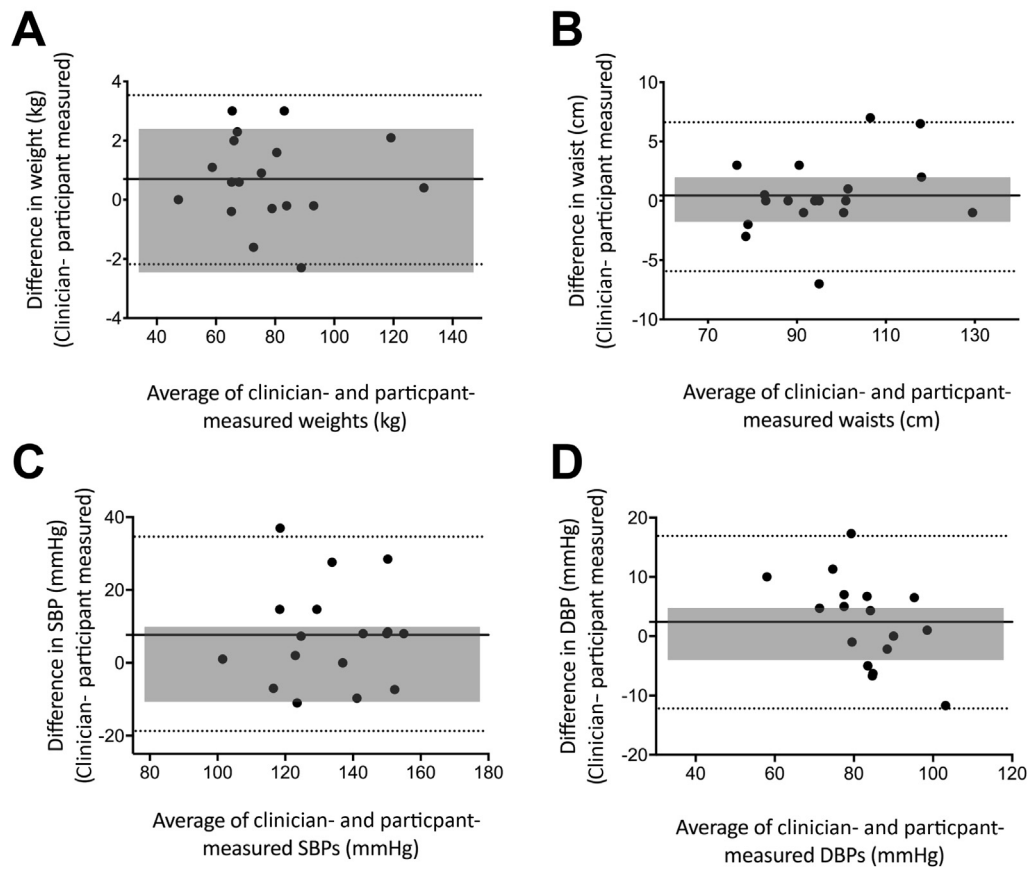 A
Difference in weight (kg)
(Clinician- participant measured)
4
2
0
-2
-4
40
60
80
100
120
140
Average of clinician- and particpant-
measured weights (kg)
B
Difference in waist (cm)
(Clinician- participant measured)
10
5
0
-5
-10
70
90
110
130
Average of clinician- and particpant-
measured waists (cm)
C
Difference in SBP (mmHg)
(Clinician- participant measured)
40
20
0
-20
80
100
120
140
160
180
Average of clinician- and particpant-
measured SBPs (mmHg)
D
Difference in DBP (mmHg)
(Clinician- participant measured)
20
10
0
-10
-20
40
60
80
100
120
Average of clinician- and particpant-
measured DBPs (mmHg)